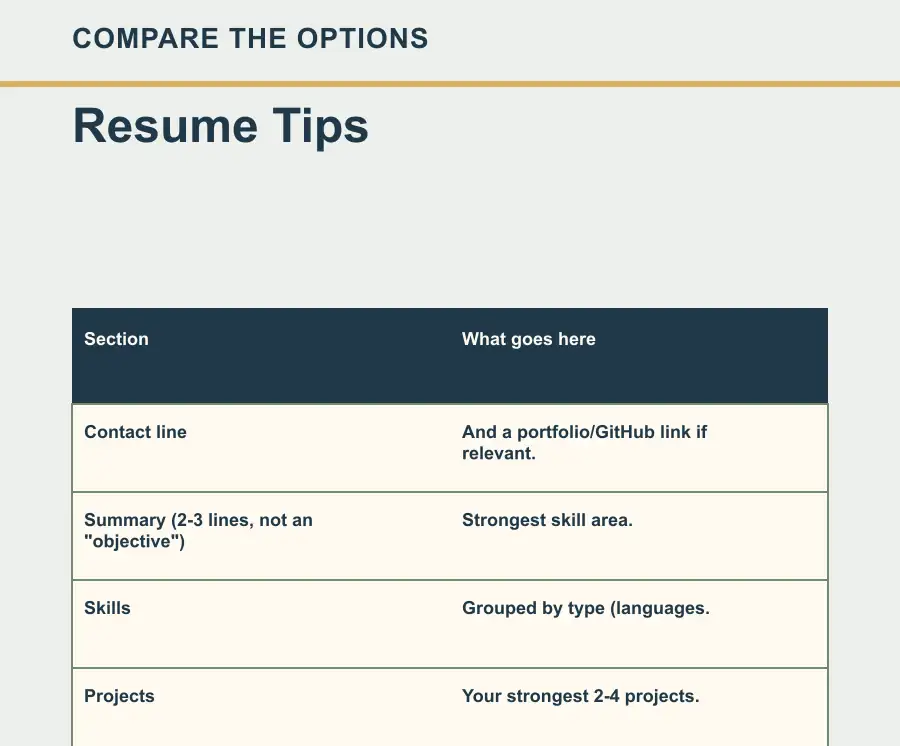 COMPARE THE OPTIONS
Resume Tips
Section
What goes here
Contact line
And a portfolio/GitHub link if
relevant.
Summary (2-3 lines, not an
"objective")
Strongest skill area.
Skills
Grouped by type (languages.
Projects
Your strongest 2-4 projects.